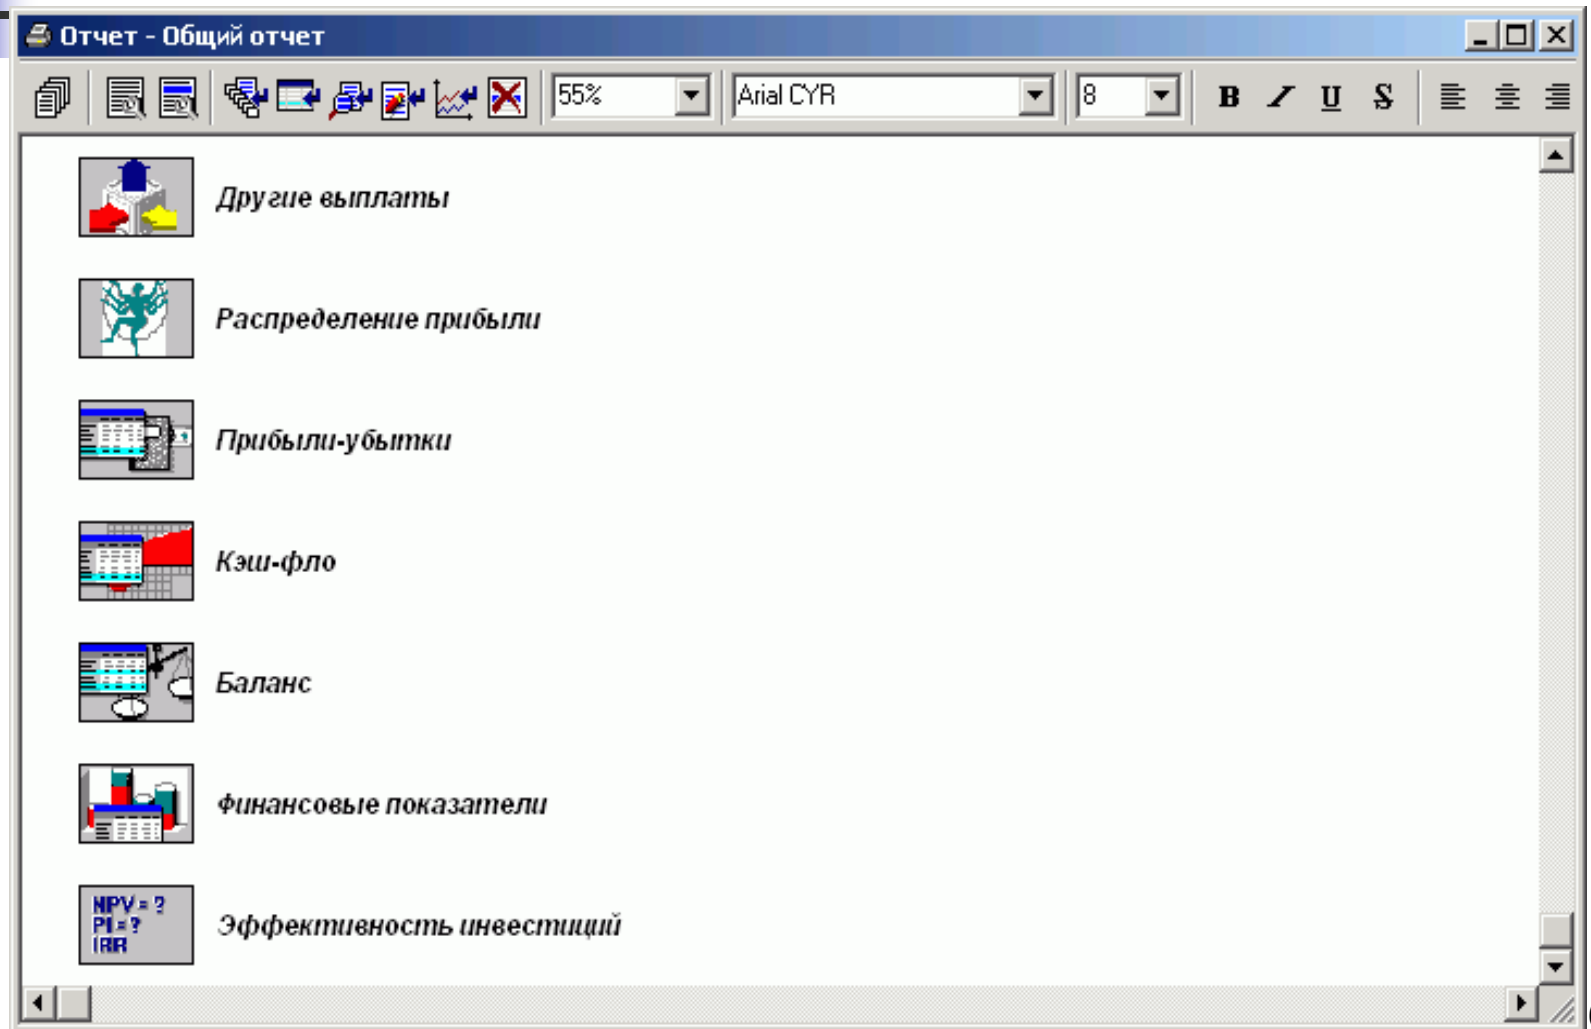 Отчет - Общий отчет
55% Arial CYR 8 B I U S
Другие выплаты
Распределение прибыли
Прибыли-убытки
Кэш-фло
Баланс
Финансовые показатели
NPV = ?
PI = ?
IRR
Эффективность инвестиций